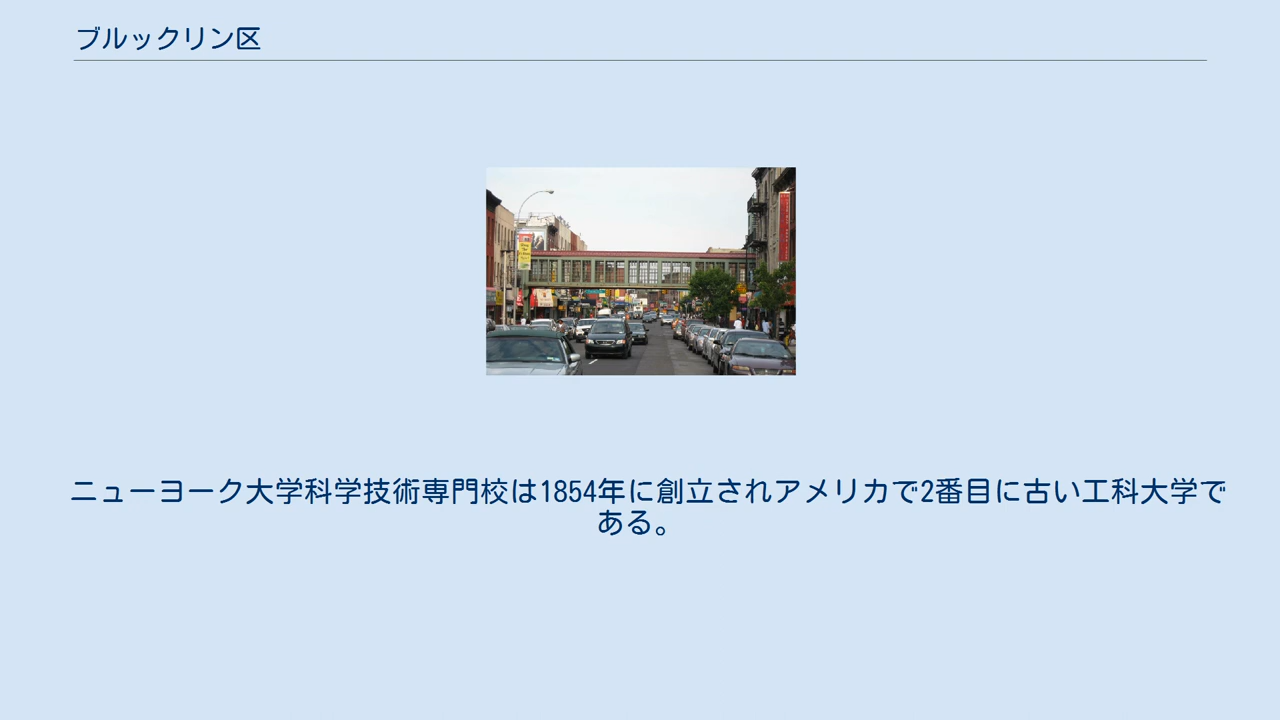 ブルックリン区
ニューヨーク大学科学技術専門校は1854年に創立されアメリカで2番目に古い工科大学で
ある。